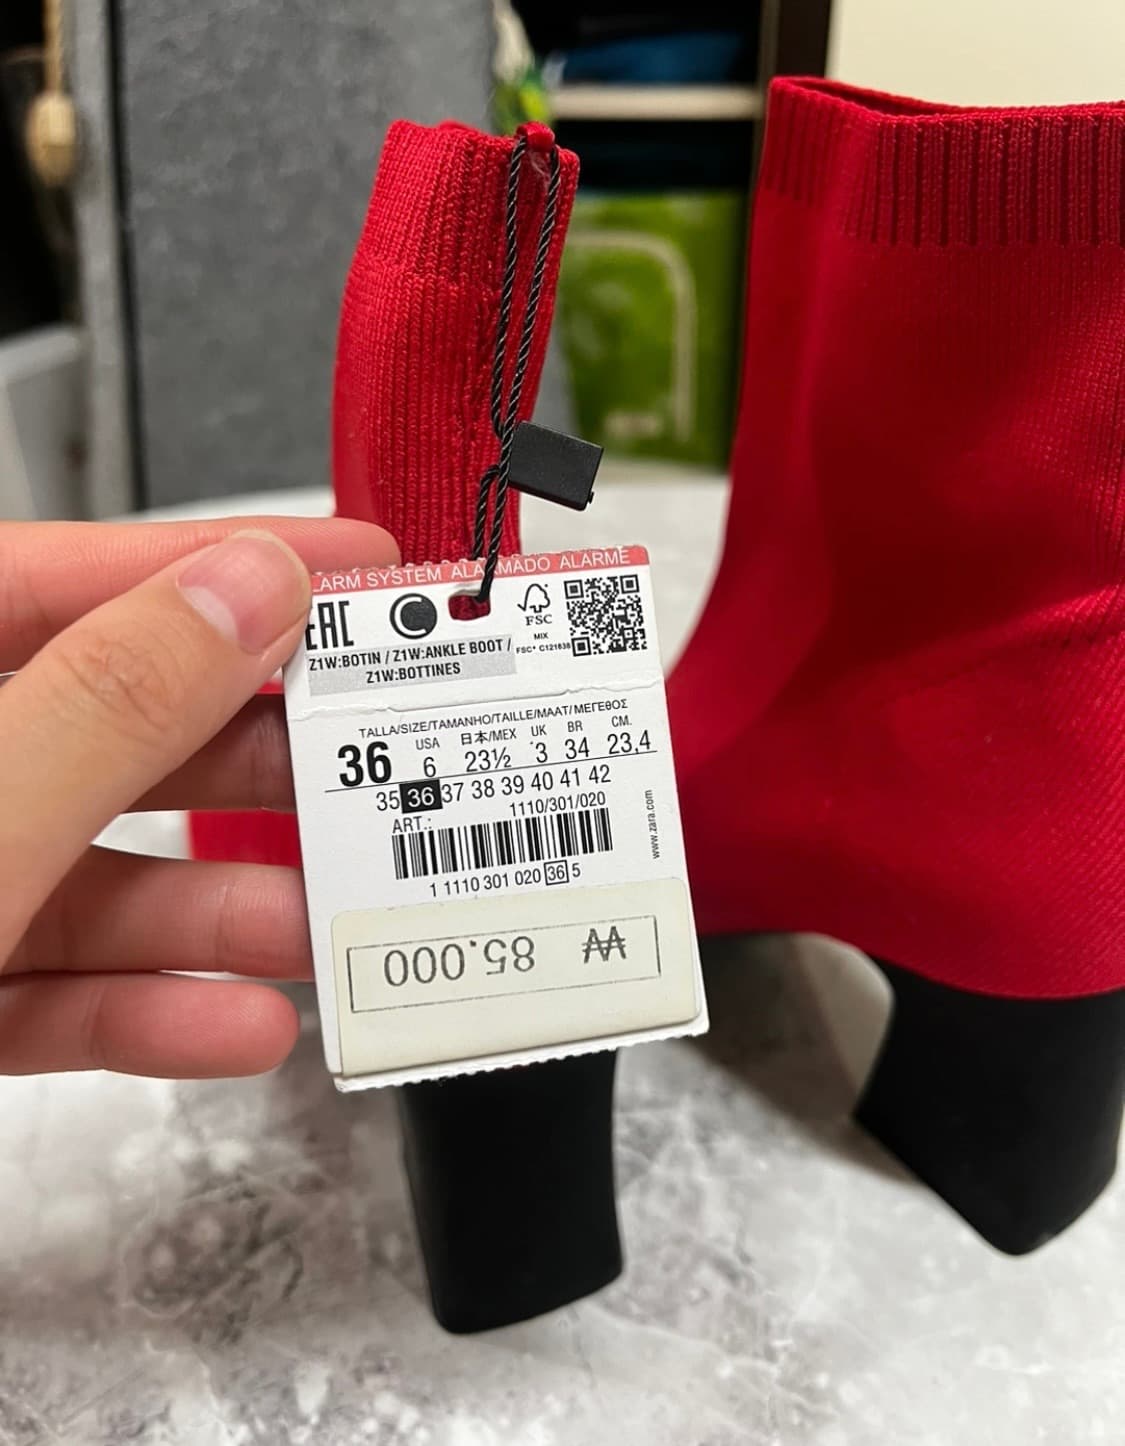 ALARM SYSTEM ALARMADO ALARME
EAC
FSC
MIX
Z1W:BOTIN / Z1W:ANKLE BOOT /
Z1W:BOTTINES
TALLA/SIZE/TAMANHO/TAILLE/MAAT/ΜΕΓΕΘΟΣ
USA 日本/MEX UK BR CM.
36 6 23½ 3 34 23,4
35 36 37 38 39 40 41 42
1110/301/020
ART.:
www.zara.com
1 1110 301 020 36 5
₩ 85.000